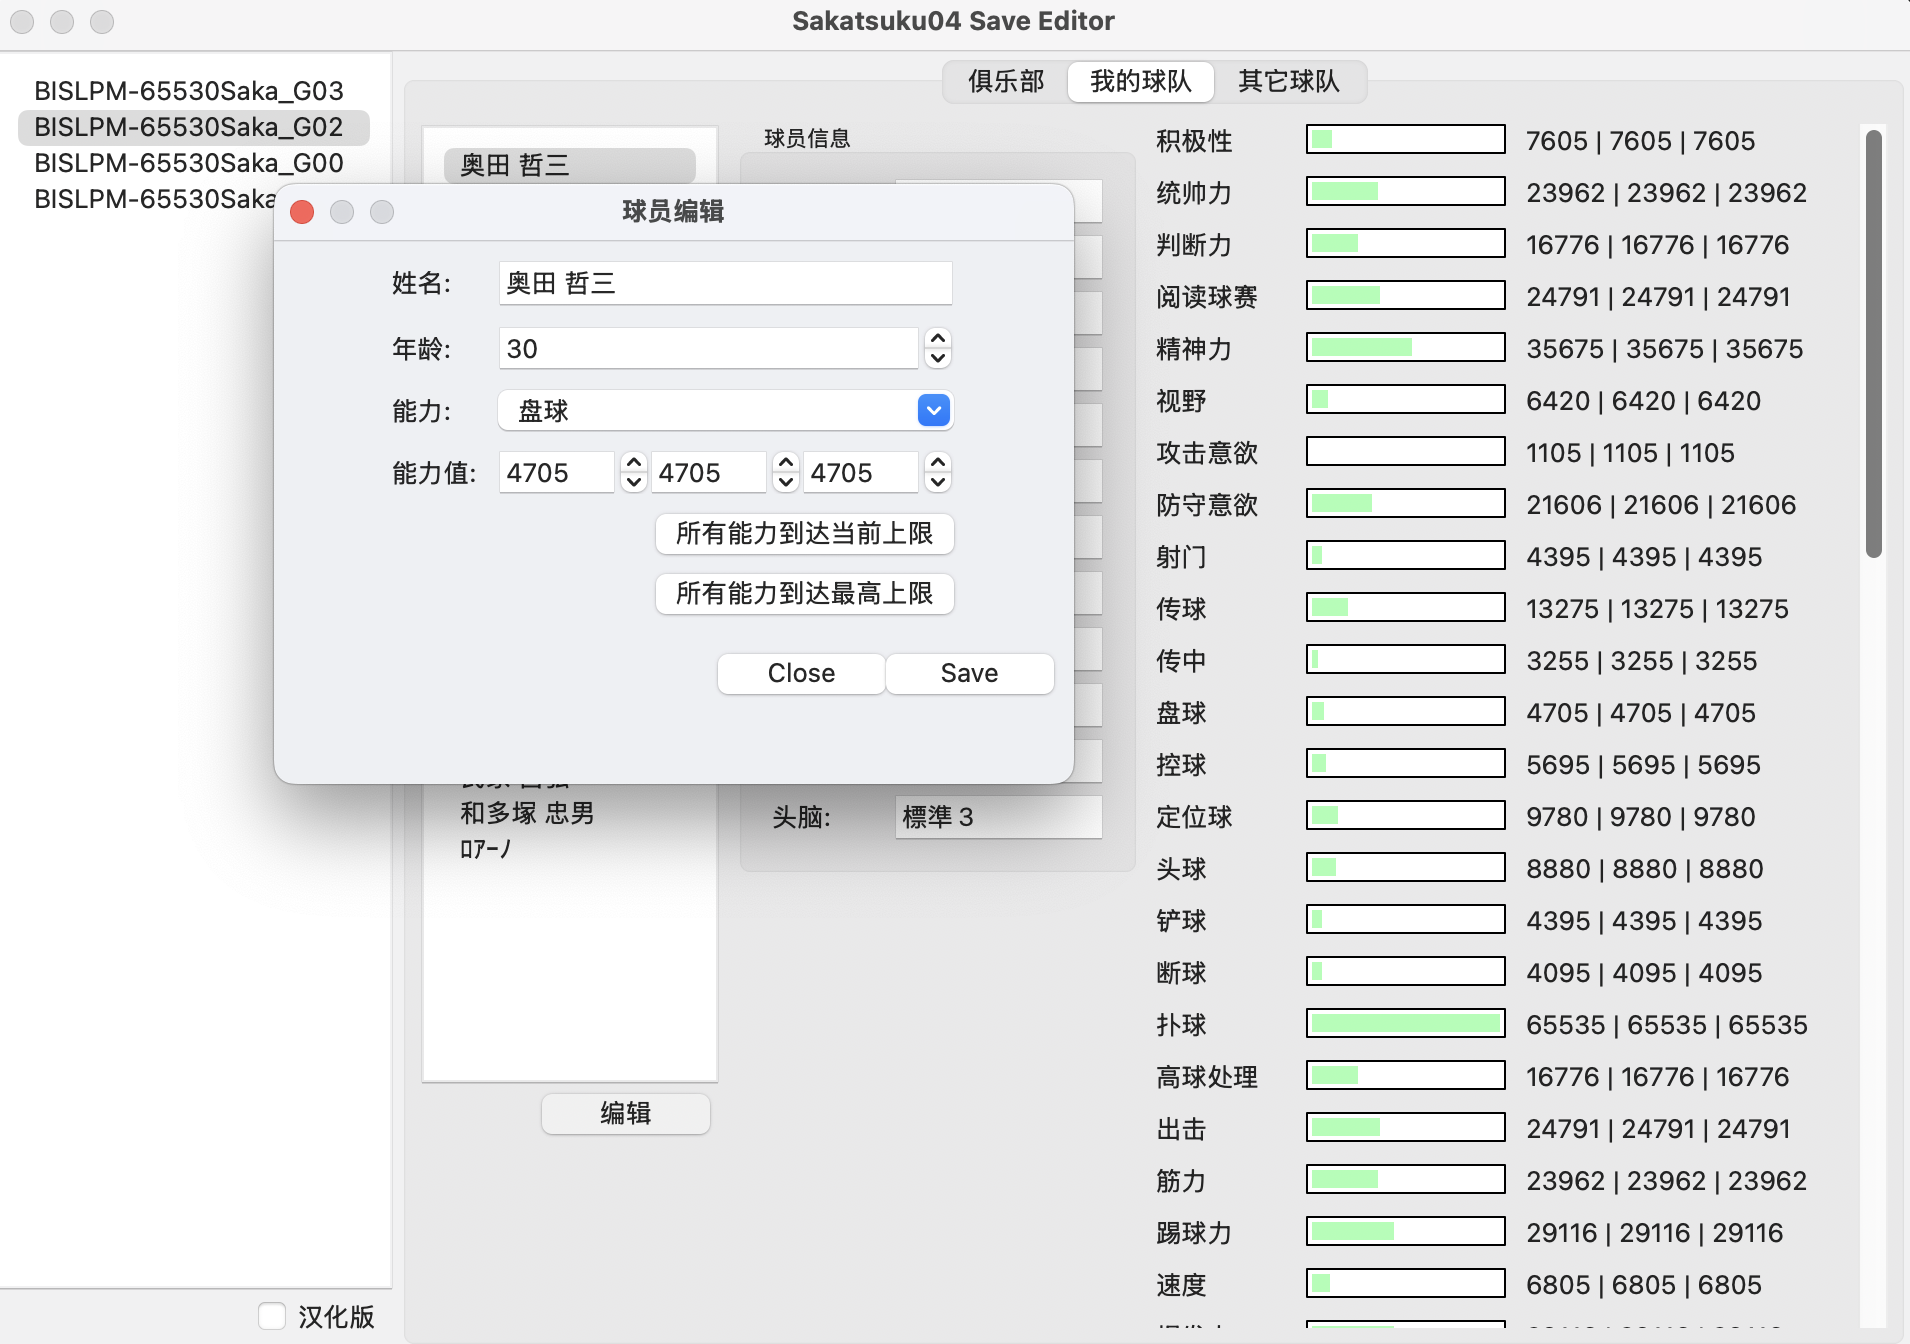 Sakatsuku04 Save Editor
BISLPM-65530Saka_G03
BISLPM-65530Saka_G02
BISLPM-65530Saka_G00
BISLPM-65530Saka_
俱乐部
我的球队
其它球队
奥田 哲三
和多塚 忠男
ﾛｱｰﾉ
编辑
汉化版
球员信息
头脑:
標準 3
球员编辑
姓名:
奥田 哲三
年龄:
30
能力:
盘球
能力值:
4705
4705
4705
所有能力到达当前上限
所有能力到达最高上限
Close
Save
积极性 7605 | 7605 | 7605
统帅力 23962 | 23962 | 23962
判断力 16776 | 16776 | 16776
阅读球赛 24791 | 24791 | 24791
精神力 35675 | 35675 | 35675
视野 6420 | 6420 | 6420
攻击意欲 1105 | 1105 | 1105
防守意欲 21606 | 21606 | 21606
射门 4395 | 4395 | 4395
传球 13275 | 13275 | 13275
传中 3255 | 3255 | 3255
盘球 4705 | 4705 | 4705
控球 5695 | 5695 | 5695
定位球 9780 | 9780 | 9780
头球 8880 | 8880 | 8880
铲球 4395 | 4395 | 4395
断球 4095 | 4095 | 4095
扑球 65535 | 65535 | 65535
高球处理 16776 | 16776 | 16776
出击 24791 | 24791 | 24791
筋力 23962 | 23962 | 23962
踢球力 29116 | 29116 | 29116
速度 6805 | 6805 | 6805